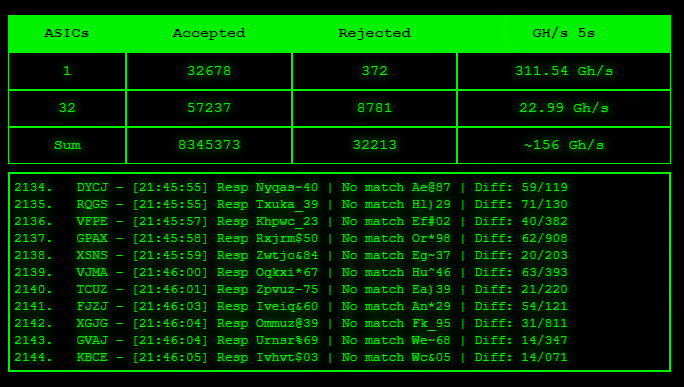 ASICs Accepted Rejected GH/s 5s
1 32678 372 311.54 Gh/s
32 57237 8781 22.99 Gh/s
Sum 8345373 32213 ~156 Gh/s
2134. DYCJ - [21:45:55] Resp Nyqas~40 | No match Ae@87 | Diff: 59/119
2135. RQGS - [21:45:55] Resp Txuka_39 | No match Hl)29 | Diff: 71/130
2136. VFPE - [21:45:57] Resp Khpwc_23 | No match Ef#02 | Diff: 40/382
2137. GPAX - [21:45:58] Resp Rxjrm$50 | No match Or*98 | Diff: 62/908
2138. XSNS - [21:45:59] Resp Zwtjo&84 | No match Eg~37 | Diff: 20/203
2139. VJMA - [21:46:00] Resp Oqkxi*67 | No match Hu^46 | Diff: 63/393
2140. TCUZ - [21:46:01] Resp Zpvuz-75 | No match Ea)39 | Diff: 21/220
2141. FJZJ - [21:46:03] Resp Iveiq&60 | No match An*29 | Diff: 54/121
2142. XGJG - [21:46:04] Resp Ommuz@39 | No match Fk_95 | Diff: 31/811
2143. GVAJ - [21:46:04] Resp Urnsr%69 | No match We~68 | Diff: 14/347
2144. KBCE - [21:46:05] Resp Ivhvt$03 | No match Wc&05 | Diff: 14/071